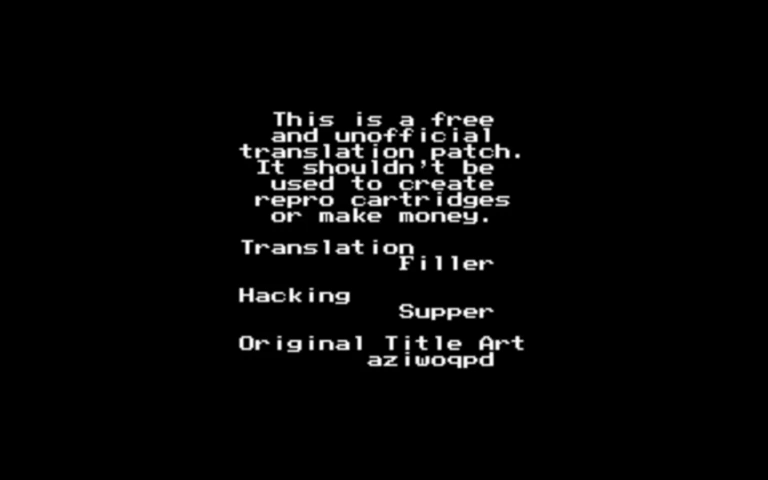 This is a free
and unofficial
translation patch.
It shouldn't be
used to create
repro cartridges
or make money.
Translation
Filler
Hacking
Supper
Original Title Art
aziwoqpd